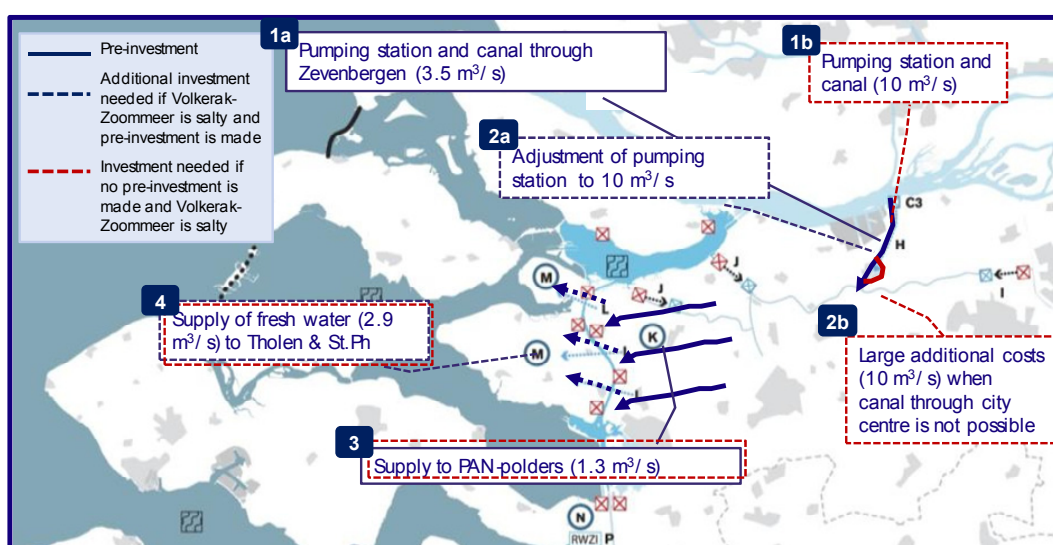 1a
Pumping station and canal through
Zevenbergen (3.5 m³/ s)
1b
Pumping station and
canal (10 m³/ s)
Pre-investment
Additional investment
needed if Volkerak-
Zoommeer is salty and
pre-investment is made
Investment needed if
no pre-investment is
made and Volkerak-
Zoommeer is salty
2a
Adjustment of pumping
station to 10 m³/ s
C3
H
J
J
I
M
L
4
Supply of fresh water (2.9
m³/ s) to Tholen & St.Ph
K
M
L
L
2b
Large additional costs
(10 m³/ s) when
canal through city
centre is not possible
3
Supply to PAN-polders (1.3 m³/ s)
N
RWZI P